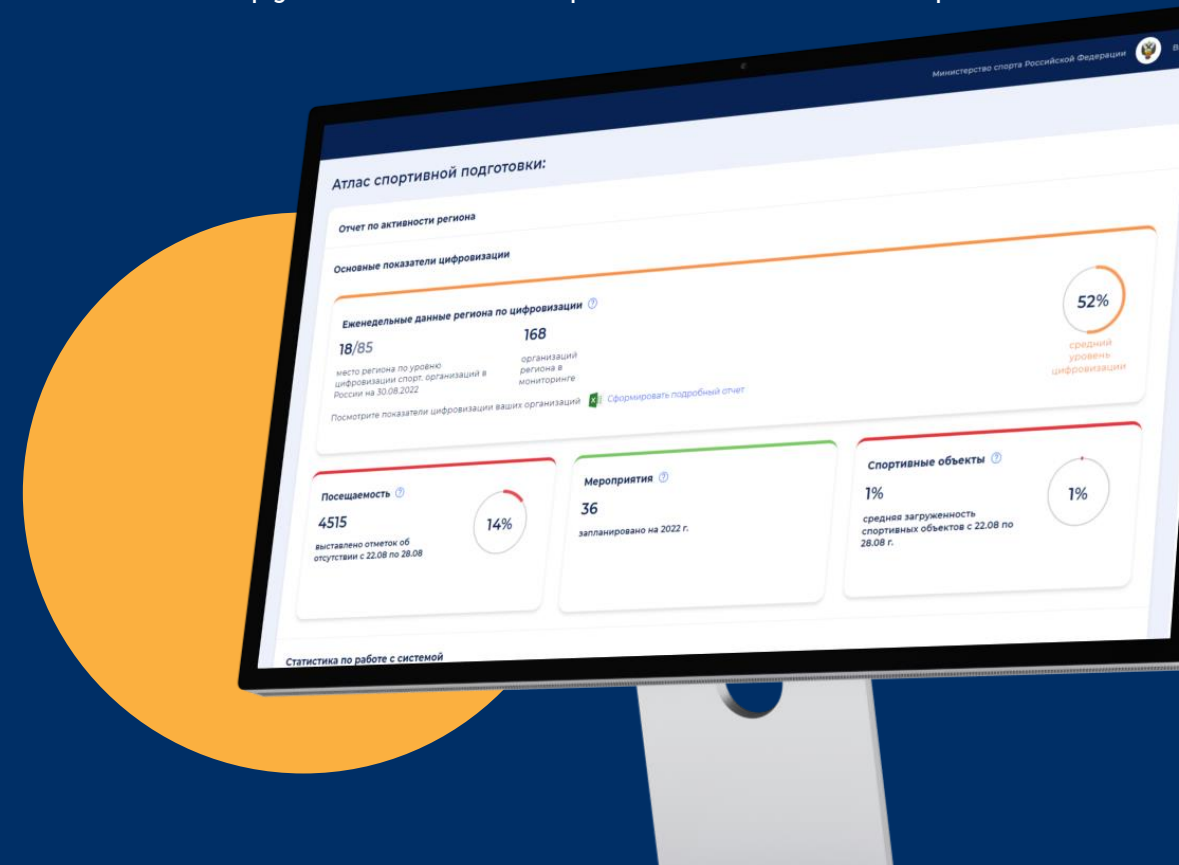 Министерство спорта Российской Федерации
Атлас спортивной подготовки:
Отчет по активности региона
Основные показатели цифровизации
Еженедельные данные региона по цифровизации ?
18/85
место региона по уровню
цифровизации спорт. организаций в
России на 30.08.2022
168
организаций
региона в
мониторинге
52%
средний
уровень
цифровизации
Посмотрите показатели цифровизации ваших организаций
Сформировать подробный отчет
Посещаемость ?
4515
выставлено отметок об
отсутствии с 22.08 по 28.08
14%
Мероприятия ?
36
запланировано на 2022 г.
Спортивные объекты ?
1%
средняя загруженность
спортивных объектов с 22.08 по
28.08 г.
1%
Статистика по работе с системой